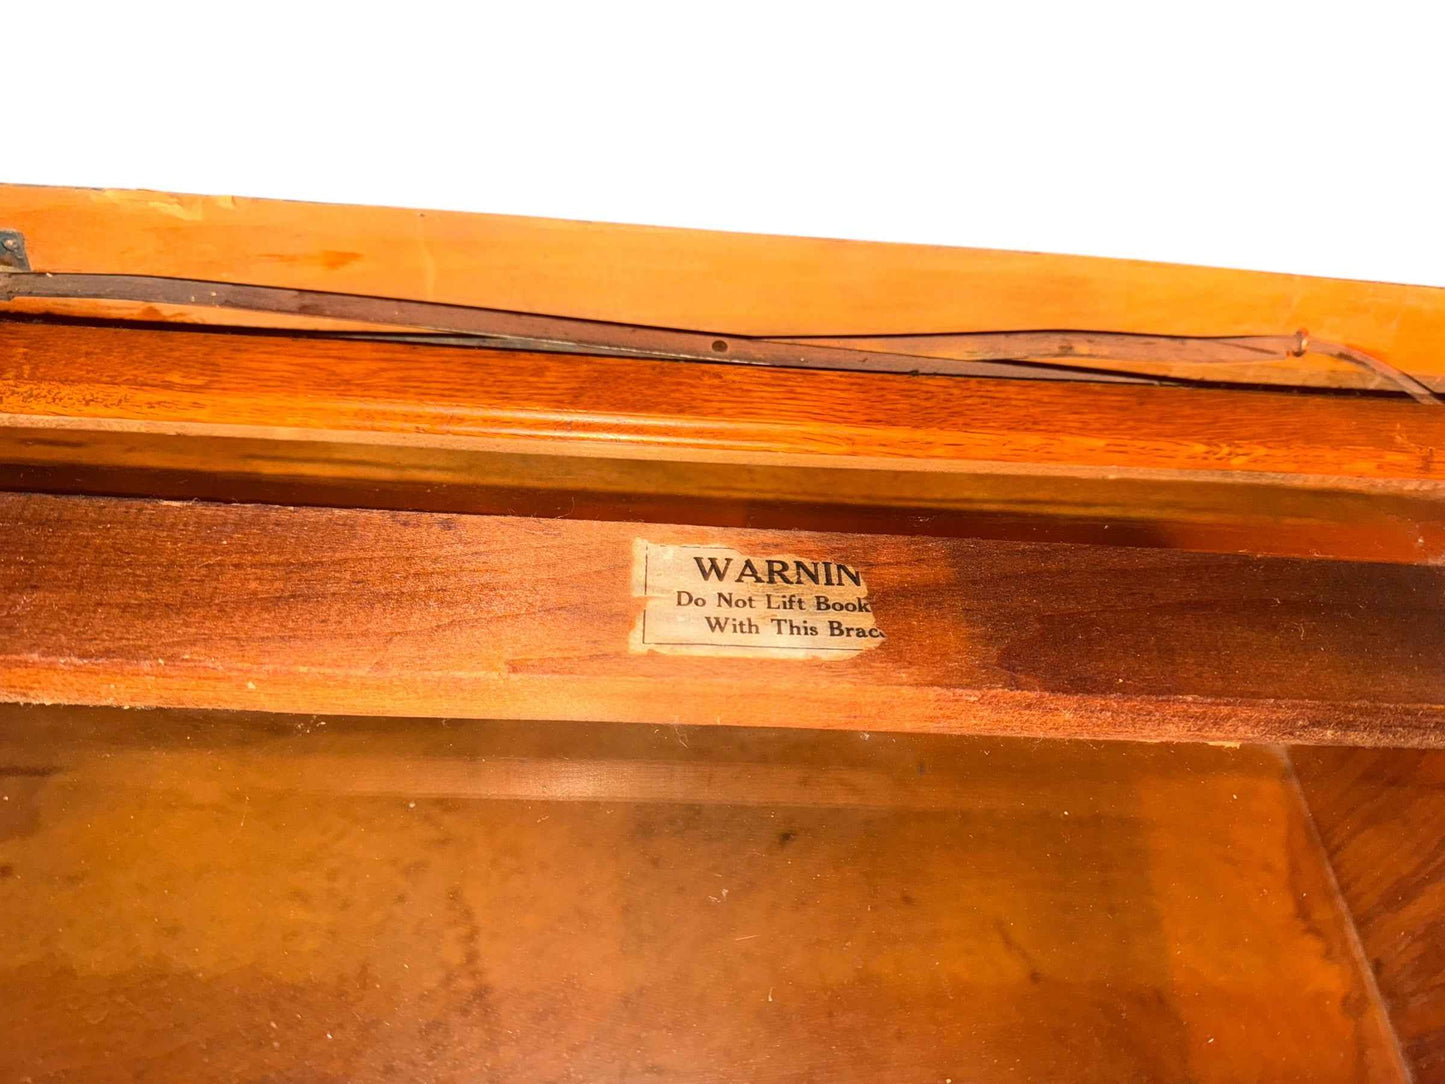 WARNIN
Do Not Lift Book
With This Brac